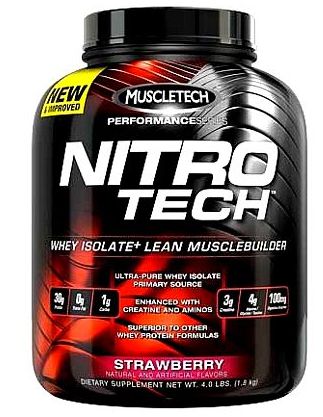 NEW
& IMPROVED
MUSCLETECH
PERFORMANCE SERIES
NITRO
TECH™
WHEY ISOLATE+ LEAN MUSCLEBUILDER
ULTRA-PURE WHEY ISOLATE
PRIMARY SOURCE
30g
0g
1g
ENHANCED WITH
CREATINE AND AMINOS
3g
4g
100mg
SUPERIOR TO OTHER
WHEY PROTEIN FORMULAS
STRAWBERRY
NATURAL AND ARTIFICIAL FLAVORS
DIETARY SUPPLEMENT NET WT. 4.0 LBS. (1.8 kg)